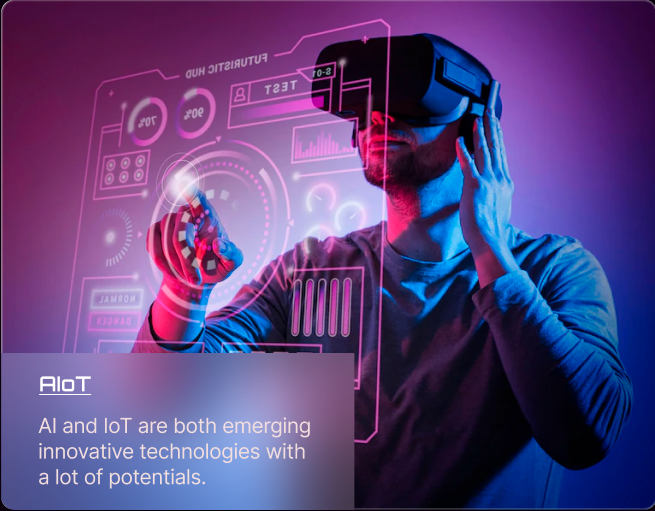 FUTURISTIC HUD
S-01
TEST
70%
90%
NORMAL
DANGER
AIoT
AI and IoT are both emerging
innovative technologies with
a lot of potentials.